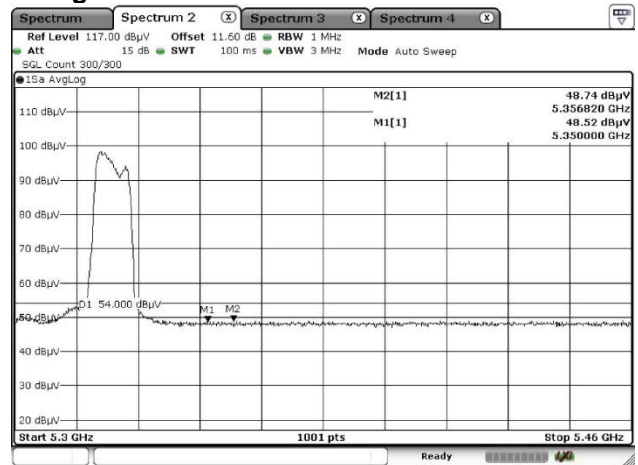 Spectrum Spectrum 2 X Spectrum 3 X Spectrum 4 X
Ref Level 117.00 dBµV Offset 11.60 dB RBW 1 MHz
Att 15 dB SWT 100 ms VBW 3 MHz Mode Auto Sweep
SGL Count 300/300
1Sa AvgLog
M2[1] 48.74 dBµV
5.356820 GHz
M1[1] 48.52 dBµV
5.350000 GHz
110 dBµV
100 dBµV
90 dBµV
80 dBµV
70 dBµV
60 dBµV
D1 54.000 dBµV
M1 M2
50 dBµV
40 dBµV
30 dBµV
20 dBµV
Start 5.3 GHz 1001 pts Stop 5.46 GHz
Ready